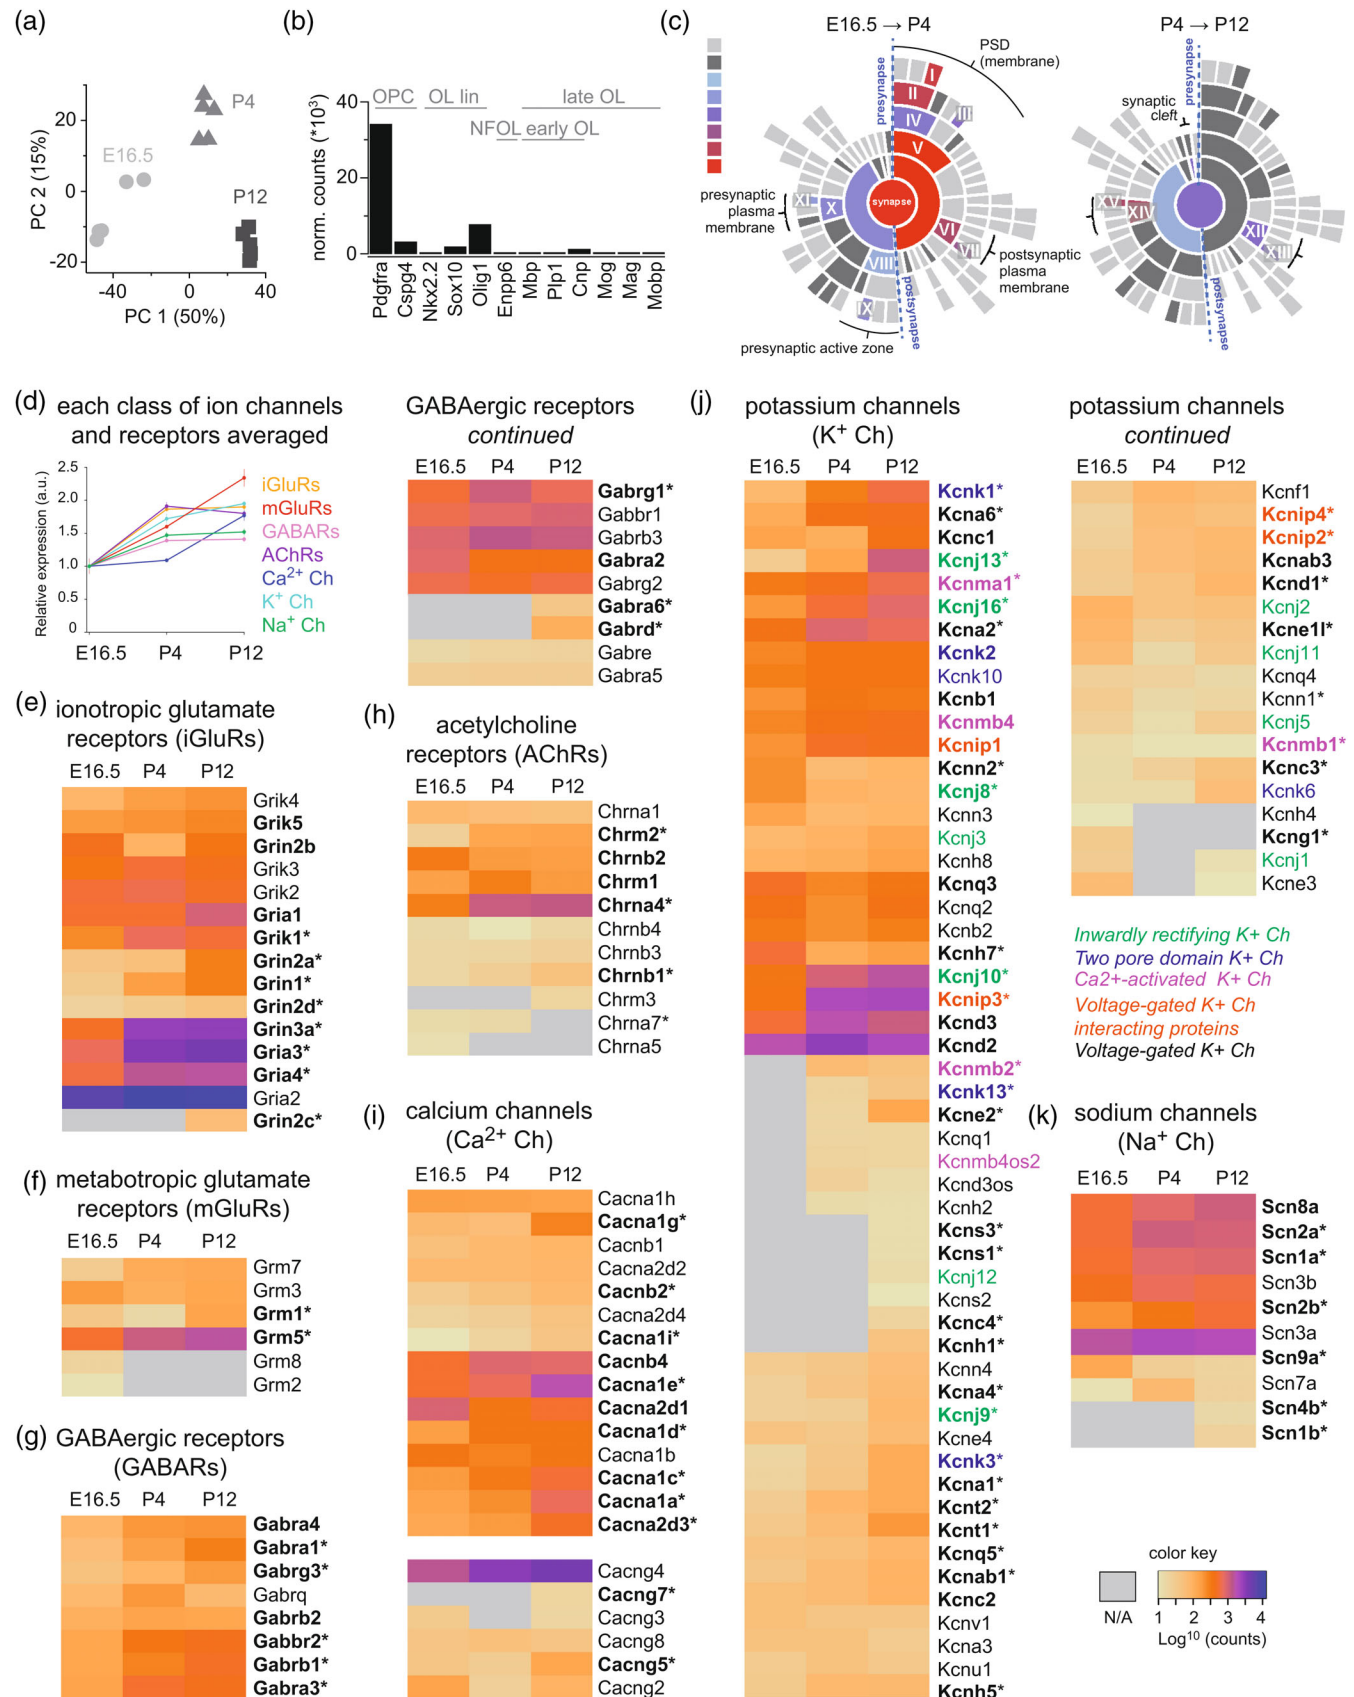 (a)
PC 2 (15%)
20
0
-20
P4
E16.5
P12
-40
0
40
PC 1 (50%)
(b)
norm. counts (*10³)
40
20
0
OPC
OL lin
late OL
NFOL
early OL
Pdgfra
Cspg4
Nkx2.2
Sox10
Olig1
Enpp6
Mbp
Plp1
Cnp
Mog
Mag
Mobp
(c)
E16.5 → P4
PSD
(membrane)
presynapse
I
II
III
IV
V
synapse
VI
VII
VIII
IX
X
XI
presynaptic
plasma
membrane
postsynaptic
plasma
membrane
postsynapse
presynaptic active zone
P4 → P12
synaptic
cleft
presynapse
XV
XIV
XII
XIII
postsynapse
(d) each class of ion channels
and receptors averaged
Relative expression (a.u.)
2.5
2.0
1.5
1.0
0.5
0
E16.5 P4 P12
iGluRs
mGluRs
GABARs
AChRs
Ca²⁺ Ch
K⁺ Ch
Na⁺ Ch
(e) ionotropic glutamate
receptors (iGluRs)
E16.5 P4 P12
Grik4
Grik5
Grin2b
Grik3
Grik2
Gria1
Grik1*
Grin2a*
Grin1*
Grin2d*
Grin3a*
Gria3*
Gria4*
Gria2
Grin2c*
(f) metabotropic glutamate
receptors (mGluRs)
E16.5 P4 P12
Grm7
Grm3
Grm1*
Grm5*
Grm8
Grm2
(g) GABAergic receptors
(GABARs)
E16.5 P4 P12
Gabra4
Gabra1*
Gabrg3*
Gabrq
Gabrb2
Gabbr2*
Gabrb1*
Gabra3*
GABAergic receptors
continued
E16.5 P4 P12
Gabrg1*
Gabbr1
Gabrb3
Gabra2
Gabrg2
Gabra6*
Gabrd*
Gabre
Gabra5
(h) acetylcholine
receptors (AChRs)
E16.5 P4 P12
Chrna1
Chrm2*
Chrnb2
Chrm1
Chrna4*
Chrnb4
Chrnb3
Chrnb1*
Chrm3
Chrna7*
Chrna5
(i) calcium channels
(Ca²⁺ Ch)
E16.5 P4 P12
Cacna1h
Cacna1g*
Cacnb1
Cacna2d2
Cacnb2*
Cacna2d4
Cacna1i*
Cacnb4
Cacna1e*
Cacna2d1
Cacna1d*
Cacna1b
Cacna1c*
Cacna1a*
Cacna2d3*
Cacng4
Cacng7*
Cacng3
Cacng8
Cacng5*
Cacng2
(j) potassium channels
(K⁺ Ch)
E16.5 P4 P12
Kcnk1*
Kcna6*
Kcnc1
Kcnj13*
Kcnma1*
Kcnj16*
Kcna2*
Kcnk2
Kcnk10
Kcnb1
Kcnmb4
Kcnip1
Kcnn2*
Kcnj8*
Kcnn3
Kcnj3
Kcnh8
Kcnq3
Kcnq2
Kcnb2
Kcnh7*
Kcnj10*
Kcnip3*
Kcnd3
Kcnd2
Kcnmb2*
Kcnk13*
Kcne2*
Kcnq1
Kcnmb4os2
Kcnd3os
Kcnh2
Kcns3*
Kcns1*
Kcnj12
Kcns2
Kcnc4*
Kcnh1*
Kcnn4
Kcna4*
Kcnj9*
Kcne4
Kcnk3*
Kcna1*
Kcnt2*
Kcnt1*
Kcnq5*
Kcnab1*
Kcnc2
Kcnv1
Kcna3
Kcnu1
Kcnh5*
potassium channels
continued
E16.5 P4 P12
Kcnf1
Kcnip4*
Kcnip2*
Kcnab3
Kcnd1*
Kcnj2
Kcne1l*
Kcnj11
Kcnq4
Kcnn1*
Kcnj5
Kcnmb1*
Kcnc3*
Kcnk6
Kcnh4
Kcng1*
Kcnj1
Kcne3
Inwardly rectifying K+ Ch
Two pore domain K+ Ch
Ca2+-activated K+ Ch
Voltage-gated K+ Ch
interacting proteins
Voltage-gated K+ Ch
(k) sodium channels
(Na⁺ Ch)
E16.5 P4 P12
Scn8a
Scn2a*
Scn1a*
Scn3b
Scn2b*
Scn3a
Scn9a*
Scn7a
Scn4b*
Scn1b*
color key
N/A
1 2 3 4
Log¹⁰ (counts)